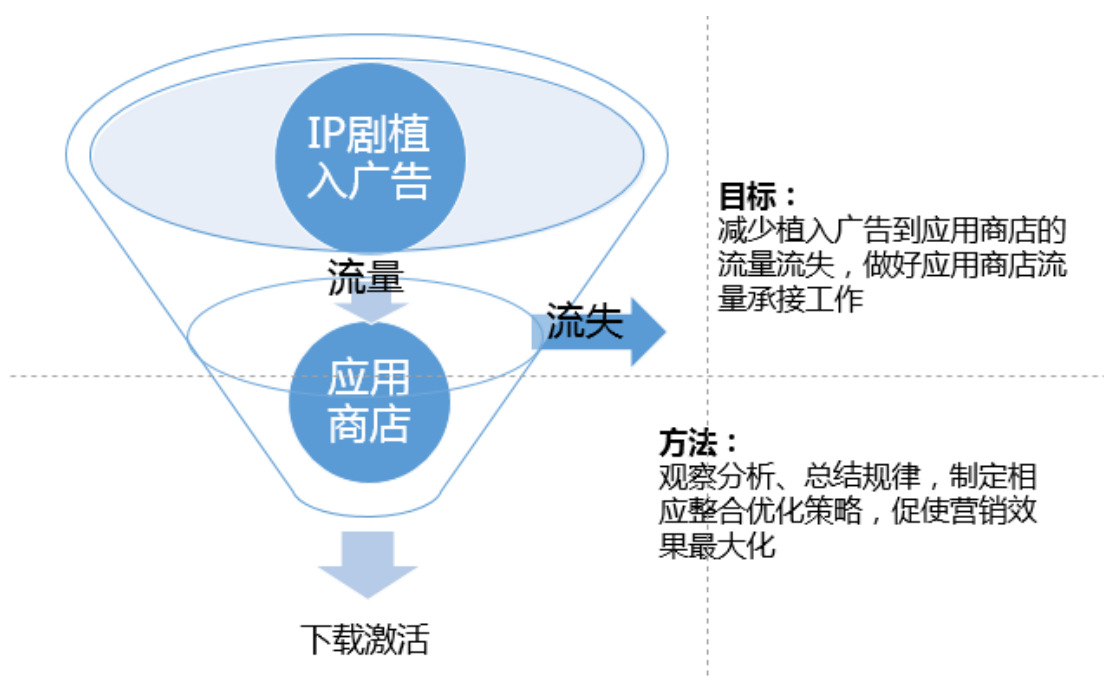 IP剧植
入广告
流量
流失
应用
商店
下载激活
目标：
减少植入广告到应用商店的
流量流失，做好应用商店流
量承接工作
方法：
观察分析、总结规律，制定相
应整合优化策略，促使营销效
果最大化